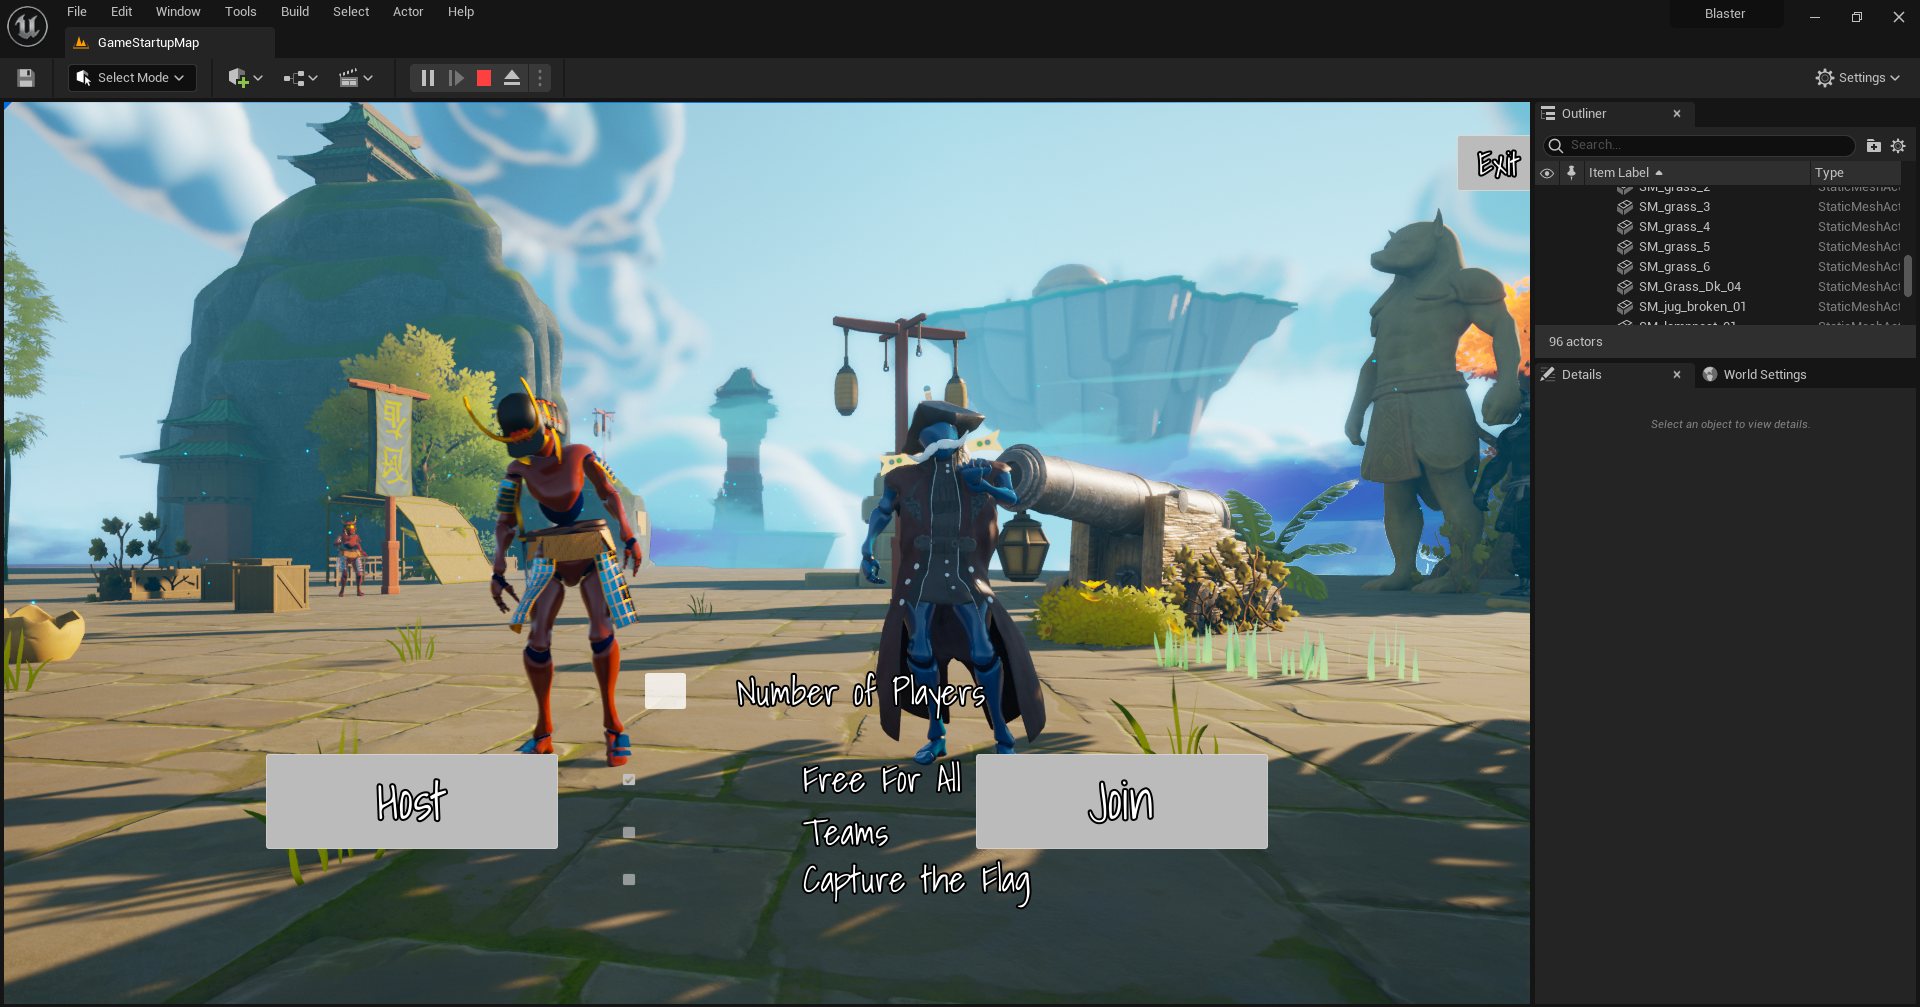 File Edit Window Tools Build Select Actor Help
Blaster
GameStartupMap
Select Mode
Settings
Outliner
Search...
Item Label Type
SM_grass_2 StaticMeshAct
SM_grass_3 StaticMeshAct
SM_grass_4 StaticMeshAct
SM_grass_5 StaticMeshAct
SM_grass_6 StaticMeshAct
SM_Grass_Dk_04 StaticMeshAct
SM_jug_broken_01 StaticMeshAct
96 actors
Details World Settings
Select an object to view details.
Exit
Number of Players
Host
Free For All
Teams
Capture the Flag
Join